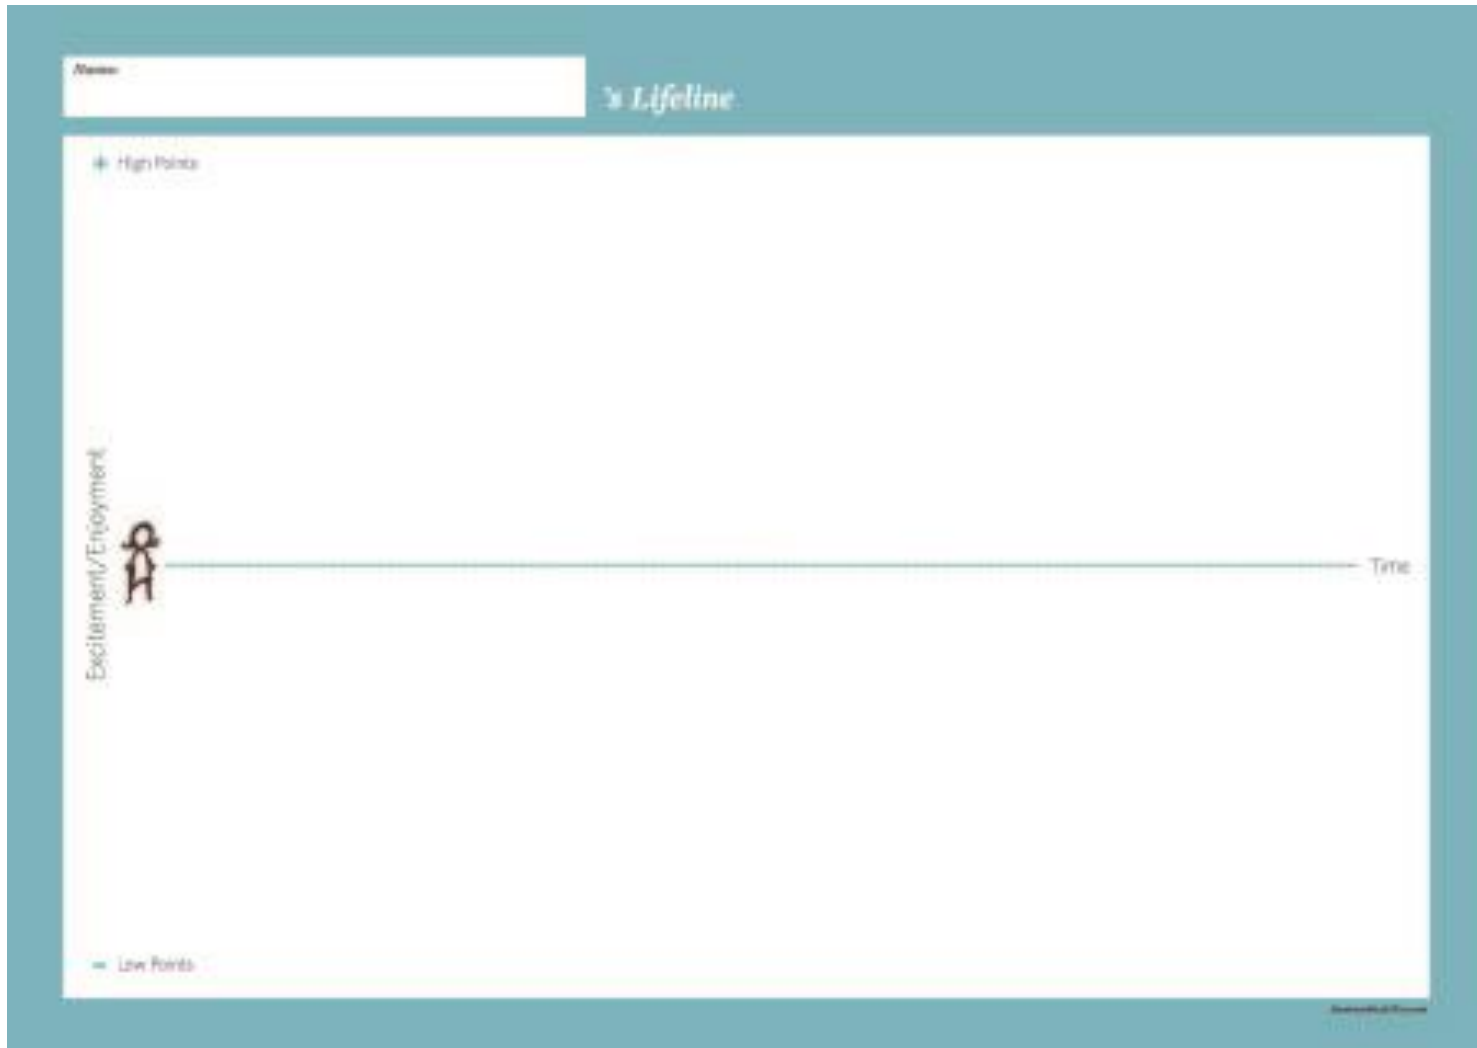 Name:
's Lifeline
+ High Points
Excitement/Enjoyment
Time
− Low Points